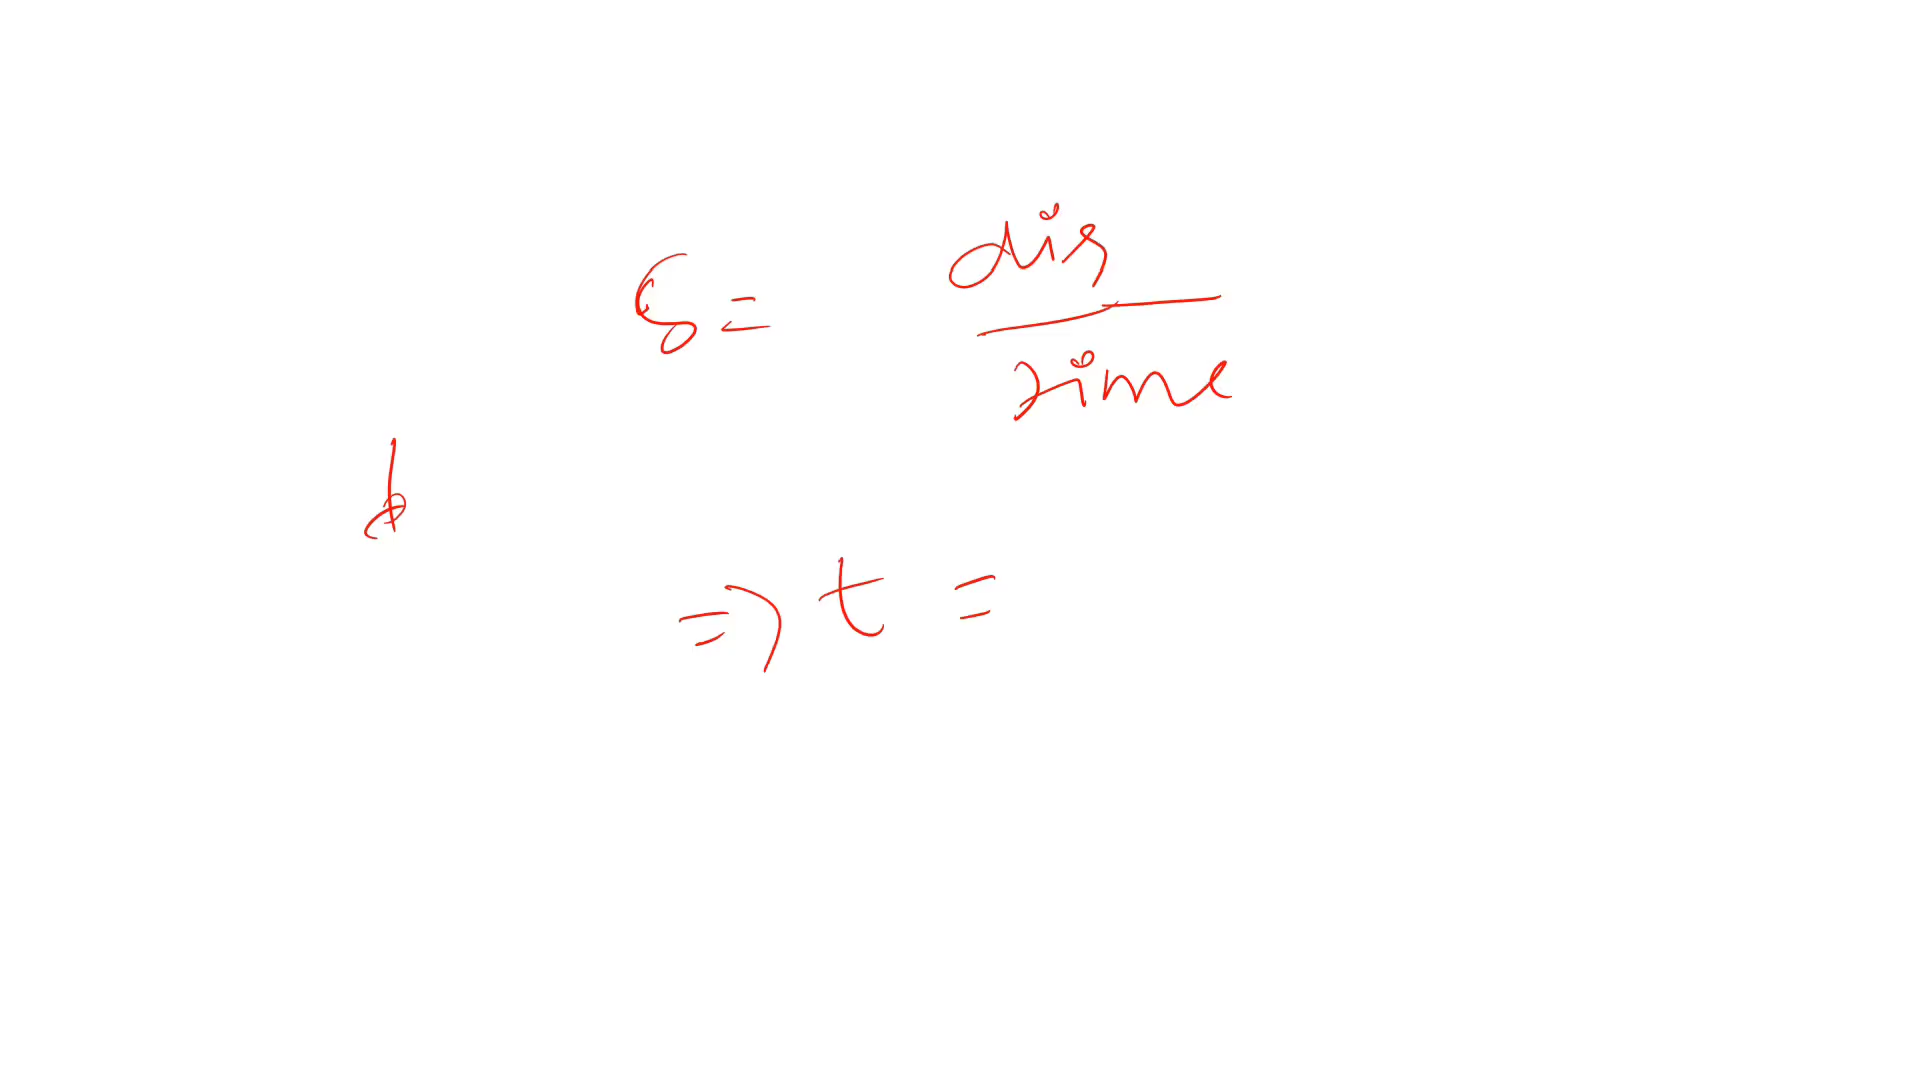 S = dis
time
=> t =